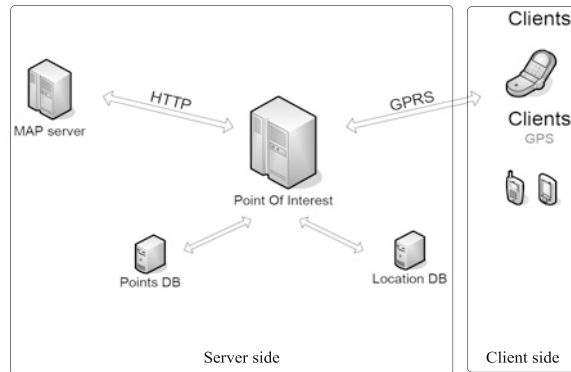 Clients
HTTP
GPRS
MAP server
Clients
GPS
Point Of Interest
Points DB
Location DB
Server side
Client side